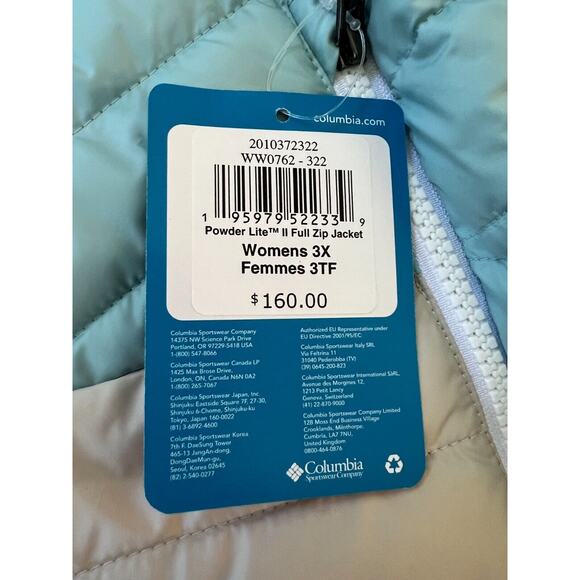 columbia.com
2010372322
WW0762 - 322
1 95979 52233 9
Powder Lite™ II Full Zip Jacket
Womens 3X
Femmes 3TF
$160.00
Columbia Sportswear Company
14375 NW Science Park Drive
Portland, OR 97229-5418 USA
1-(800) 547-8066
Columbia Sportswear Canada LP
1425 Max Brose Drive,
London, ON, Canada N6N 0A2
1-(800) 265-7067
Columbia Sportswear Japan, Inc.
Shinjuku Eastside Square 7F, 27-30,
Shinjuku 6-Chome, Shinjuku-ku
Tokyo, Japan 160-0022
(81) 3-6892-4600
Columbia Sportswear Korea
7th F. DaeSung Tower
465-13 JangAn-dong,
DongDaeMun-gu,
Seoul, Korea 02645
(82) 2-540-0277
Authorized EU Representative under
EU Directive 2001/95/EC
Columbia Sportswear Italy SRL
Via Feltrina 11
31040 Pederobba (TV)
(39) 0645-200-823
Columbia Sportswear International SàRL,
Avenue des Morgines 12,
1213 Petit Lancy
Geneva, Switzerland
(41) 22-870-9000
Columbia Sportswear Company Limited
12B Moss End Business Village
Crooklands, Milnthorpe,
Cumbria, LA7 7NU,
United Kingdom
0800-464-0876
Columbia
Sportswear Company